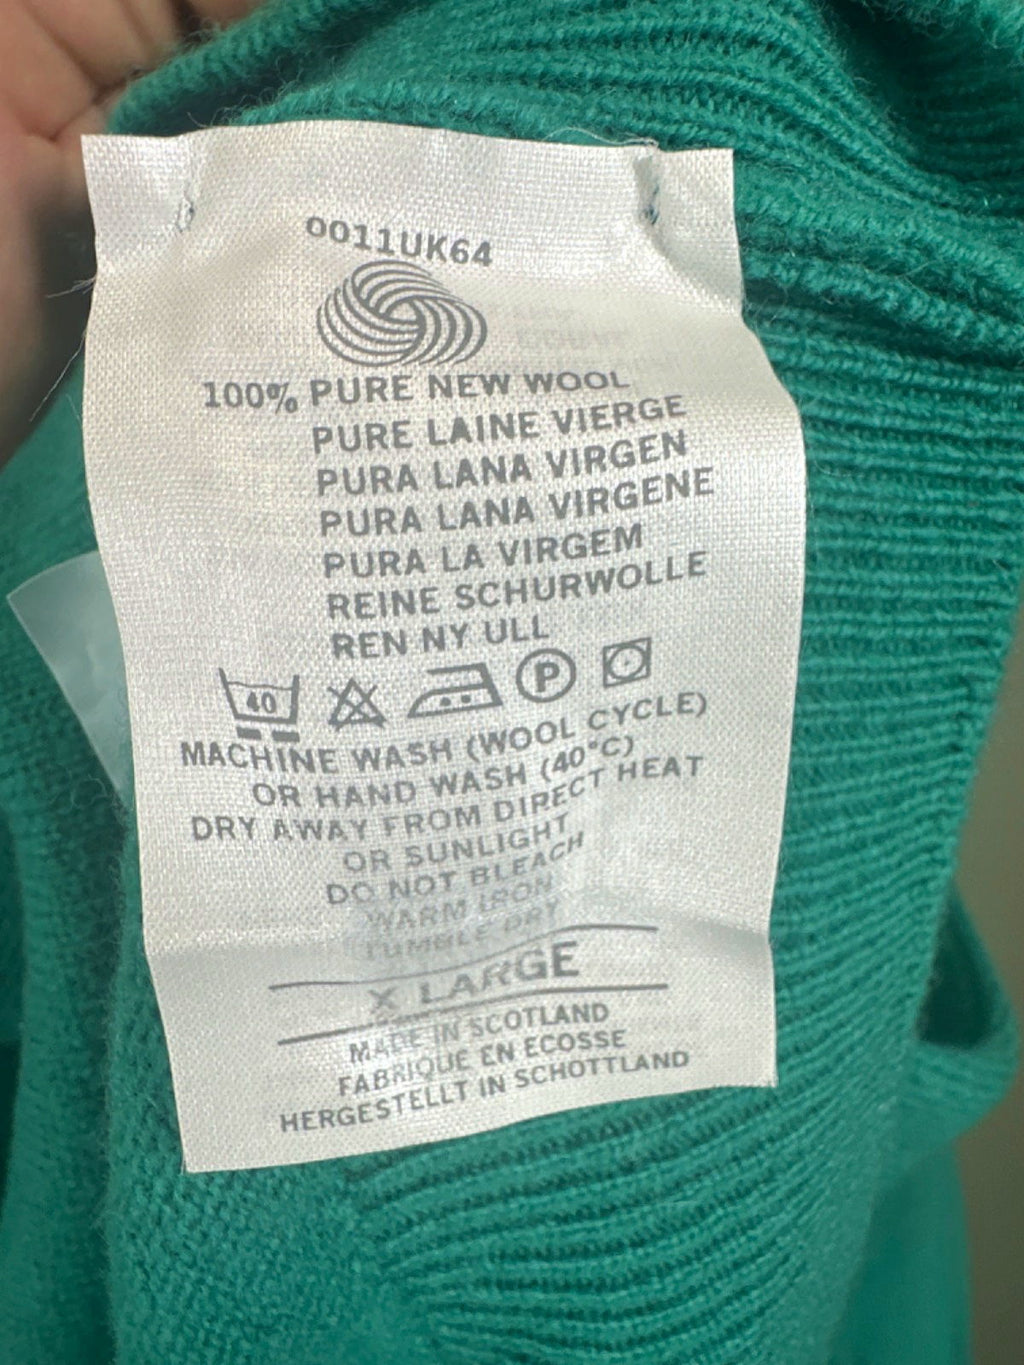 0011UK64
100% PURE NEW WOOL
PURE LAINE VIERGE
PURA LANA VIRGEN
PURA LANA VIRGENE
PURA LA VIRGEM
REINE SCHURWOLLE
REN NY ULL
40 P
MACHINE WASH (WOOL CYCLE)
OR HAND WASH (40°C)
DRY AWAY FROM DIRECT HEAT
OR SUNLIGHT
DO NOT BLEACH
WARM IRON
TUMBLE DRY
X LARGE
MADE IN SCOTLAND
FABRIQUE EN ECOSSE
HERGESTELLT IN SCHOTTLAND